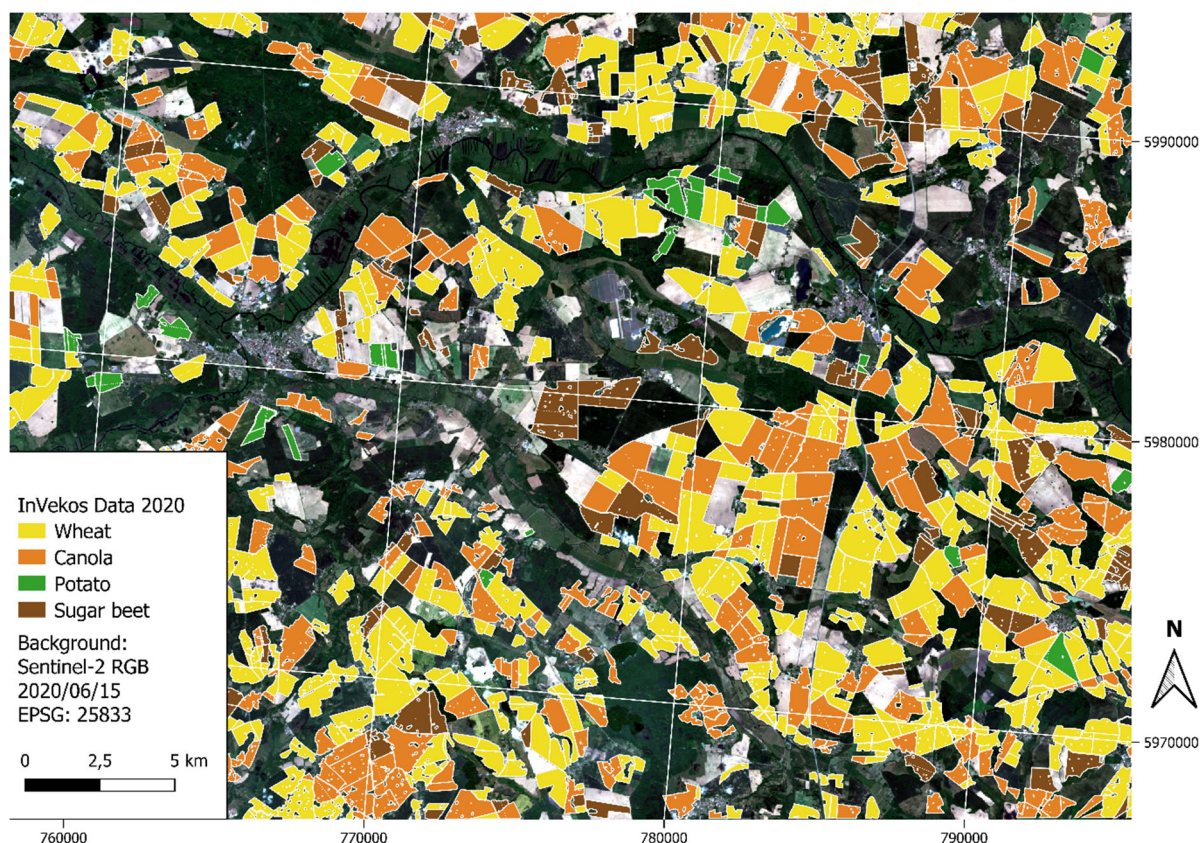 5990000
5980000
InVekos Data 2020
Wheat
Canola
Potato
Sugar beet
Background:
Sentinel-2 RGB
2020/06/15
EPSG: 25833
N
0 2,5 5 km
5970000
760000 770000 780000 790000